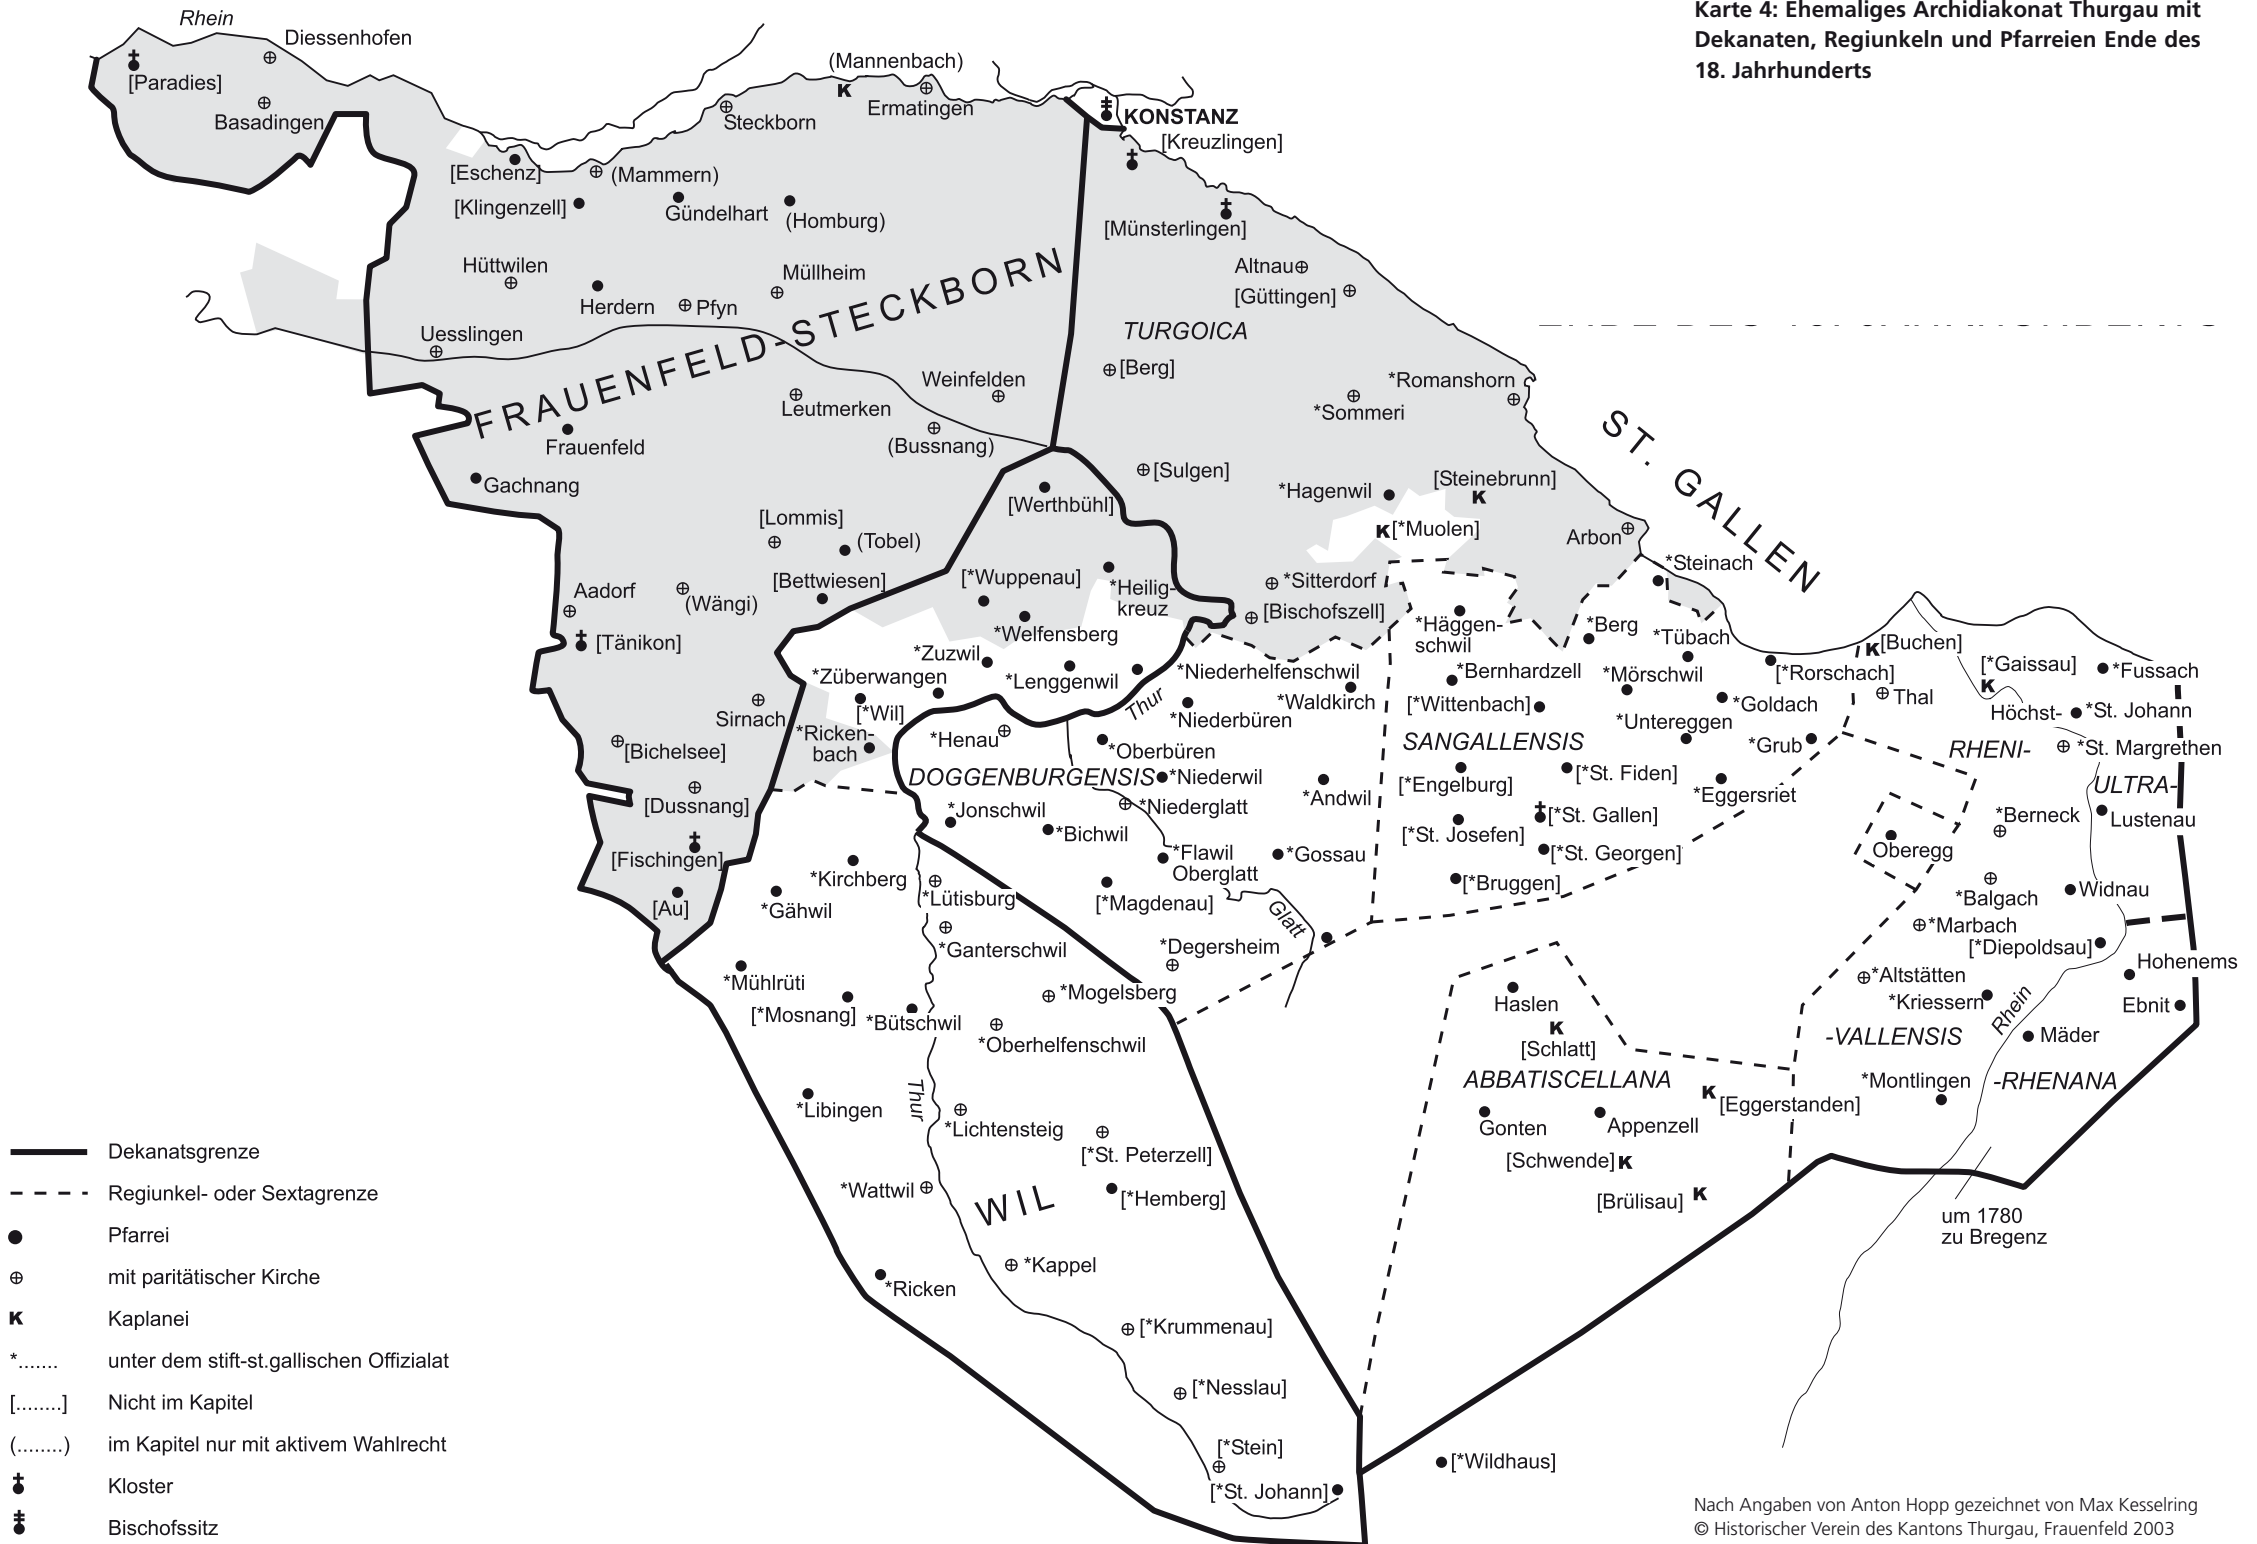 Karte 4: Ehemaliges Archidiakonat Thurgau mit
Dekanaten, Regiunkeln und Pfarreien Ende des
18. Jahrhunderts
Rhein
Diessenhofen
[Paradies]
Basadingen
(Mannenbach)
K
Ermatingen
Steckborn
KONSTANZ
[Kreuzlingen]
[Eschenz]
(Mammern)
[Klingenzell]
Gündelhart
(Homburg)
[Münsterlingen]
Hüttwilen
Herdern
Müllheim
Pfyn
Altnau
[Güttingen]
Uesslingen
FRAUENFELD-STECKBORN
TURGOICA
Weinfelden
[Berg]
*Romanshorn
Leutmerken
*Sommeri
(Bussnang)
Frauenfeld
Gachnang
ST. GALLEN
[Sulgen]
[Werthbühl]
*Hagenwil
[Steinebrunn]
K
K
[*Muolen]
Arbon
[Lommis]
(Tobel)
[Bettwiesen]
Aadorf
(Wängi)
[Tänikon]
[*Wuppenau]
*Heilig-
kreuz
*Welfensberg
*Sitterdorf
[Bischofszell]
*Steinach
*Häggen-
schwil
*Berg
*Tübach
K
[Buchen]
*Zuzwil
*Züberwangen
*Lenggenwil
*Niederhelfenschwil
*Waldkirch
*Bernhardzell
*Mörschwil
*[Rorschach]
Thal
[*Gaissau]
K
*Fussach
Sirnach
[*Wil]
*Ricken-
bach
Thur
*Niederbüren
[*Wittenbach]
*Goldach
*Untereggen
Höchst-
*St. Johann
[Bichelsee]
*Henau
*Oberbüren
SANGALLENSIS
*Grub
RHENI-
*St. Margrethen
DOGGENBURGENSIS
*Niederwil
[*Engelburg]
*[St. Fiden]
ULTRA-
[Dussnang]
*Jonschwil
*Niederglatt
*Andwil
*Eggersriet
[*St. Gallen]
*Berneck
Lustenau
*Bichwil
[*St. Josefen]
[Fischingen]
*Flawil
Oberglatt
*Gossau
[*St. Georgen]
Oberegg
*Kirchberg
*Lütisburg
[*Bruggen]
Widnau
[Au]
*Gähwil
[*Magdenau]
*Balgach
Glatt
*Marbach
*Ganterschwil
*Degersheim
[*Diepoldsau]
Hohenems
*Mühlrüti
*Mogelsberg
*Altstätten
*Kriessern
Ebnit
[*Mosnang]
*Bütschwil
Haslen
K
[Schlatt]
Rhein
*Oberhelfenschwil
-VALLENSIS
Mäder
ABBATISCELLANA
K
[Eggerstanden]
*Montlingen
-RHENANA
*Libingen
Thur
*Lichtensteig
Gonten
Appenzell
[*St. Peterzell]
[Schwende]
K
*Wattwil
[*Hemberg]
[Brülisau]
K
WIL
um 1780
zu Bregenz
*Kappel
*Ricken
[*Krummenau]
[*Nesslau]
[*Stein]
[*Wildhaus]
[*St. Johann]
Dekanatsgrenze
Regiunkel- oder Sextagrenze
Pfarrei
mit paritätischer Kirche
K Kaplanei
*....... unter dem stift-st.gallischen Offizialat
[........] Nicht im Kapitel
(........) im Kapitel nur mit aktivem Wahlrecht
Kloster
Bischofssitz
Nach Angaben von Anton Hopp gezeichnet von Max Kesselring
© Historischer Verein des Kantons Thurgau, Frauenfeld 2003